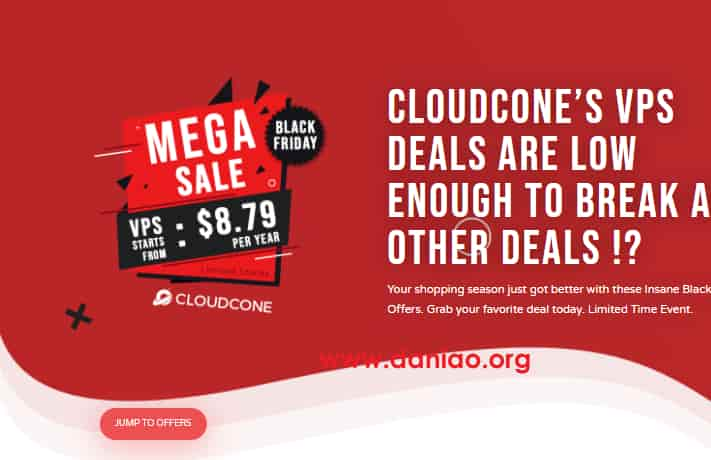 MEGA
SALE
BLACK
FRIDAY
VPS
STARTS
FROM
:
$8.79
PER YEAR
Limited Stocks
CLOUDCONE
CLOUDCONE'S VPS
DEALS ARE LOW
ENOUGH TO BREAK A
OTHER DEALS !?
Your shopping season just got better with these Insane Black
Offers. Grab your favorite deal today. Limited Time Event.
www.daniao.org
JUMP TO OFFERS